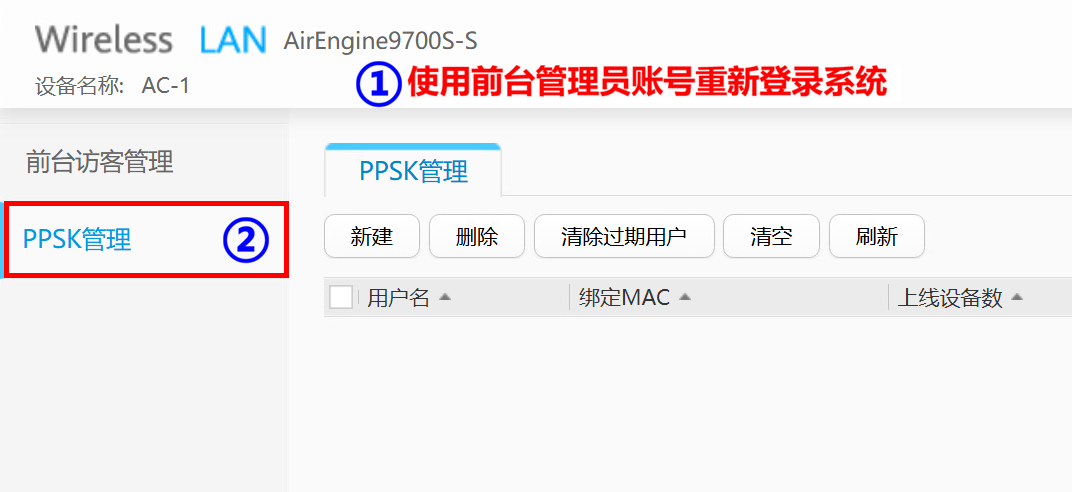 Wireless LAN AirEngine9700S-S
设备名称: AC-1
①使用前台管理员账号重新登录系统
前台访客管理
PPSK管理
PPSK管理 ②
新建 删除 清除过期用户 清空 刷新
用户名 绑定MAC 上线设备数